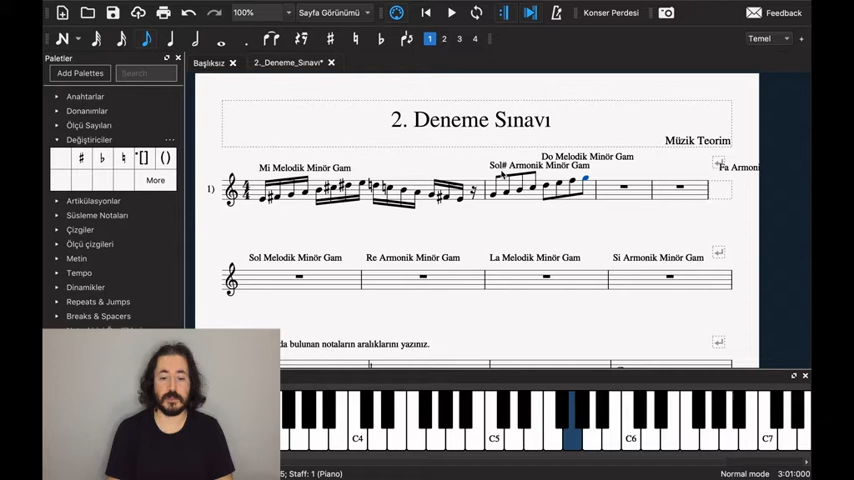 100%
Sayfa Görünümü
Konser Perdesi
Feedback
1 2 3 4
Temel
+
Paletler
Başlıksız
2._Deneme_Sınavı*
Add Palettes
Search
Anahtarlar
Donanımlar
Ölçü Sayıları
Değiştiriciler
More
Artikülasyonlar
Süsleme Notaları
Çizgiler
Ölçü çizgileri
Metin
Tempo
Dinamikler
Repeats & Jumps
Breaks & Spacers
2. Deneme Sınavı
Müzik Teorim
Mi Melodik Minör Gam
Do Melodik Minör Gam
Sol# Armonik Minör Gam
Fa Armoni
1)
Sol Melodik Minör Gam
Re Armonik Minör Gam
La Melodik Minör Gam
Si Armonik Minör Gam
da bulunan notaların aralıklarını yazınız.
C4
C5
C6
C7
5; Staff: 1 (Piano)
Normal mode
3:01:000